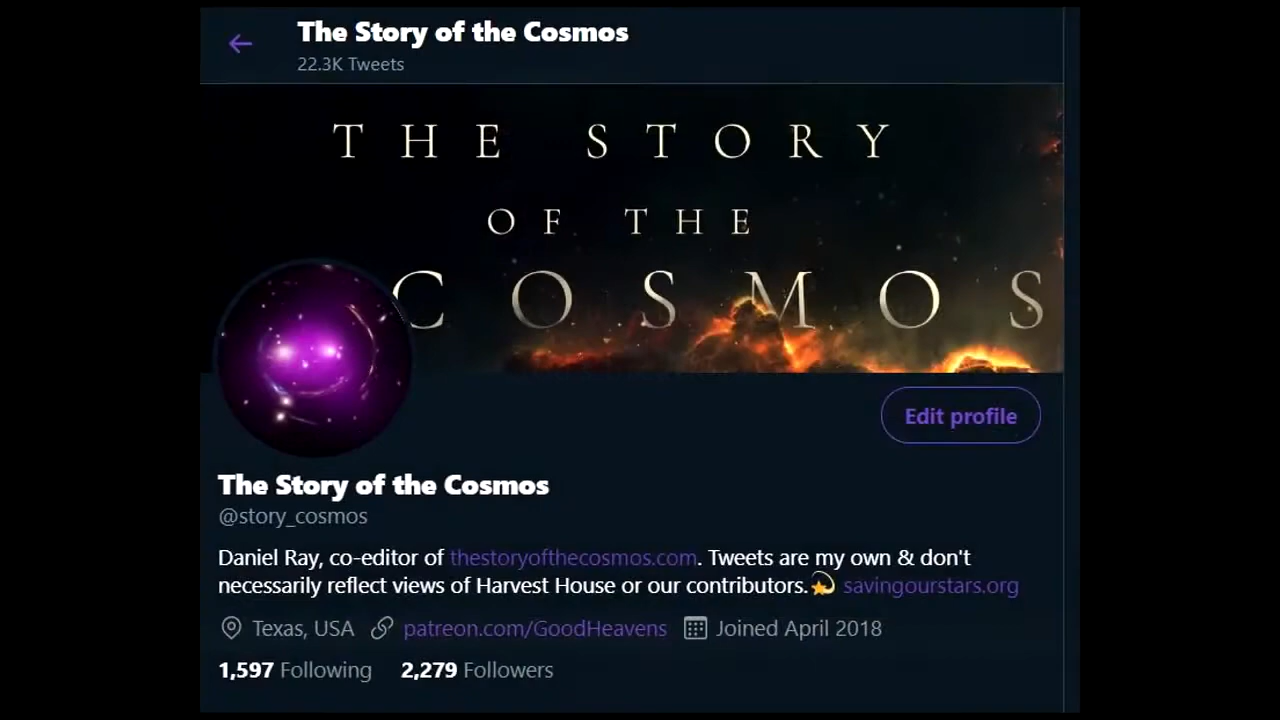 The Story of the Cosmos
22.3K Tweets
THE STORY
OF THE
COSMOS
Edit profile
The Story of the Cosmos
@story_cosmos
Daniel Ray, co-editor of thestoryofthecosmos.com. Tweets are my own & don't
necessarily reflect views of Harvest House or our contributors.💫 savingourstars.org
Texas, USA patreon.com/GoodHeavens Joined April 2018
1,597 Following 2,279 Followers